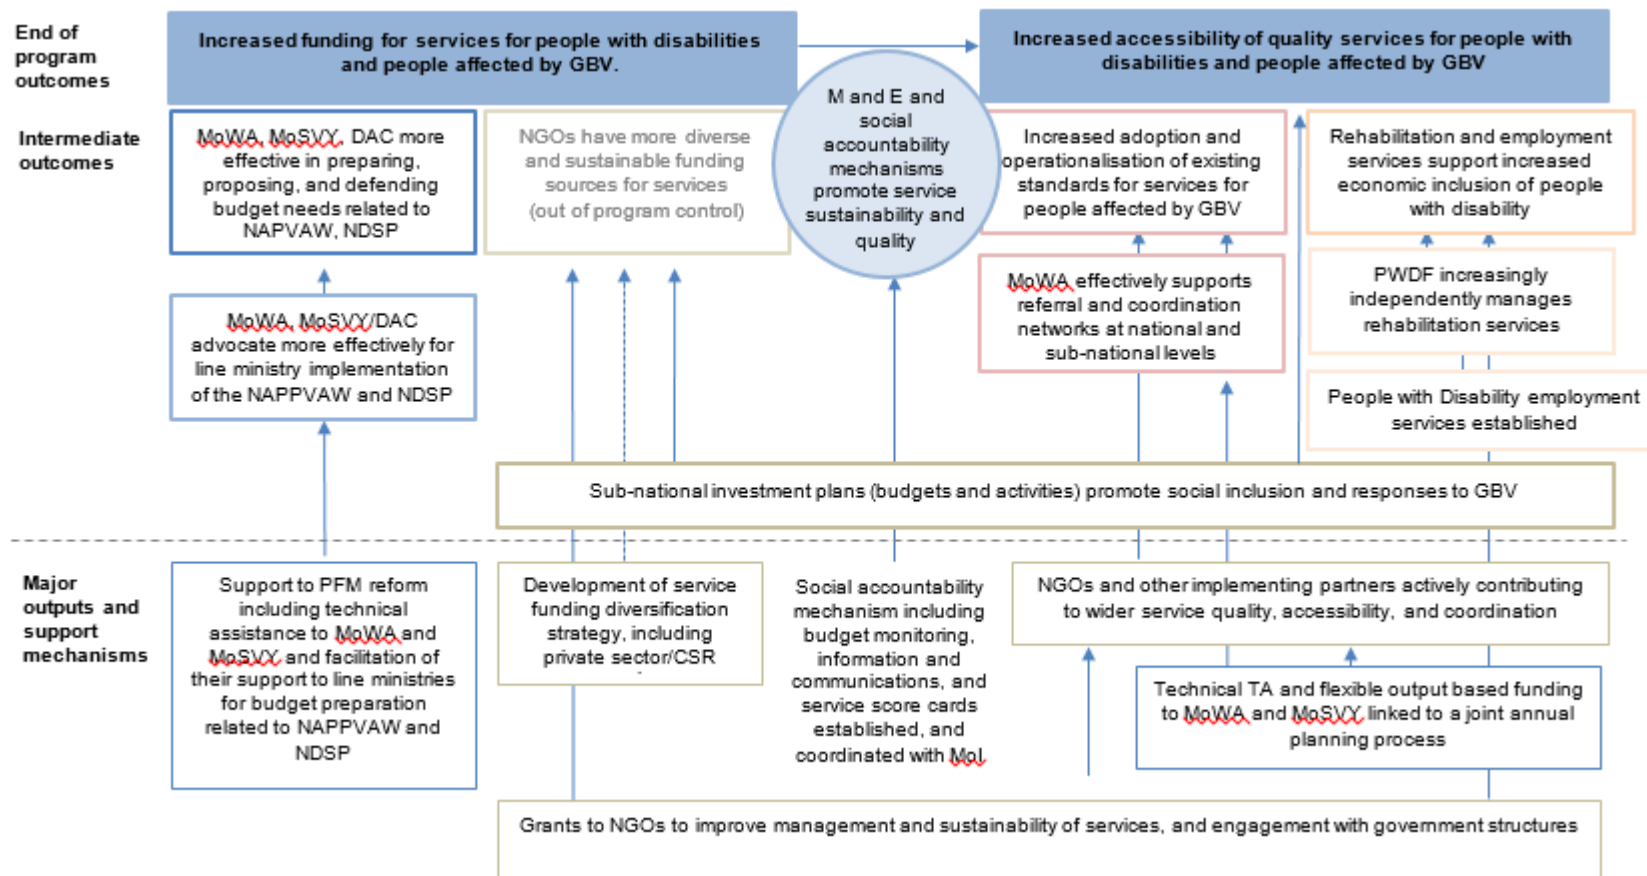 End of
program
outcomes
Increased funding for services for people with disabilities
and people affected by GBV.
Increased accessibility of quality services for people with
disabilities and people affected by GBV
M and E and
social
accountability
mechanisms
promote service
sustainability and
quality
Intermediate
outcomes
MoWA, MoSVY, DAC more
effective in preparing,
proposing, and defending
budget needs related to
NAPVAW, NDSP
NGOs have more diverse
and sustainable funding
sources for services
(out of program control)
Increased adoption and
operationalisation of existing
standards for services for
people affected by GBV
Rehabilitation and employment
services support increased
economic inclusion of people
with disability
MoWA, MoSVY/DAC
advocate more effectively for
line ministry implementation
of the NAPPVAW and NDSP
MoWA effectively supports
referral and coordination
networks at national and
sub-national levels
PWDF increasingly
independently manages
rehabilitation services
People with Disability employment
services established
Sub-national investment plans (budgets and activities) promote social inclusion and responses to GBV
Major
outputs and
support
mechanisms
Support to PFM reform
including technical
assistance to MoWA and
MoSVY and facilitation of
their support to line ministries
for budget preparation
related to NAPPVAW and
NDSP
Development of service
funding diversification
strategy, including
private sector/CSR
Social accountability
mechanism including
budget monitoring,
information and
communications, and
service score cards
established, and
coordinated with MoI
NGOs and other implementing partners actively contributing
to wider service quality, accessibility, and coordination
Technical TA and flexible output based funding
to MoWA and MoSVY linked to a joint annual
planning process
Grants to NGOs to improve management and sustainability of services, and engagement with government structures